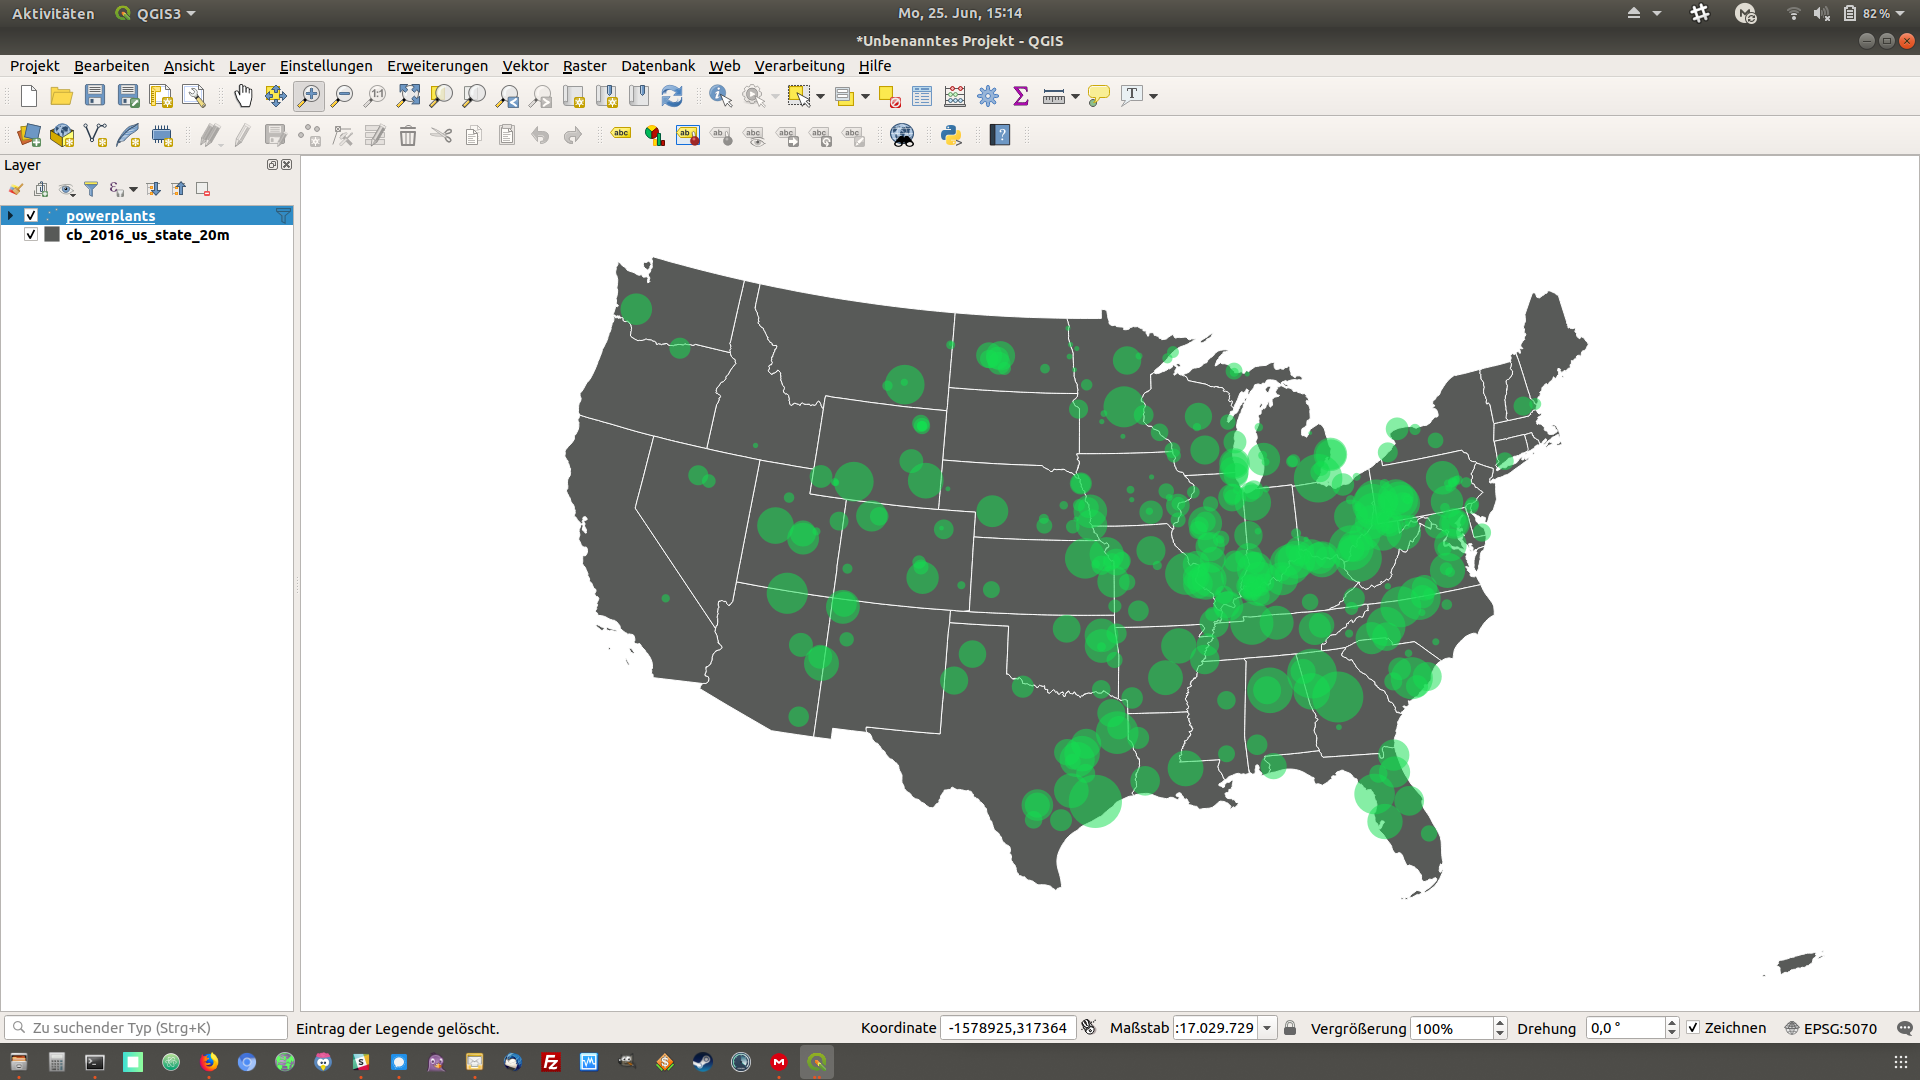 Aktivitäten QGIS3 Mo, 25. Jun, 15:14 82 %
*Unbenanntes Projekt - QGIS
Projekt Bearbeiten Ansicht Layer Einstellungen Erweiterungen Vektor Raster Datenbank Web Verarbeitung Hilfe
Layer
powerplants
cb_2016_us_state_20m
Zu suchender Typ (Strg+K) Eintrag der Legende gelöscht. Koordinate -1578925,317364 Maßstab :17.029.729 Vergrößerung 100% Drehung 0,0 ° Zeichnen EPSG:5070